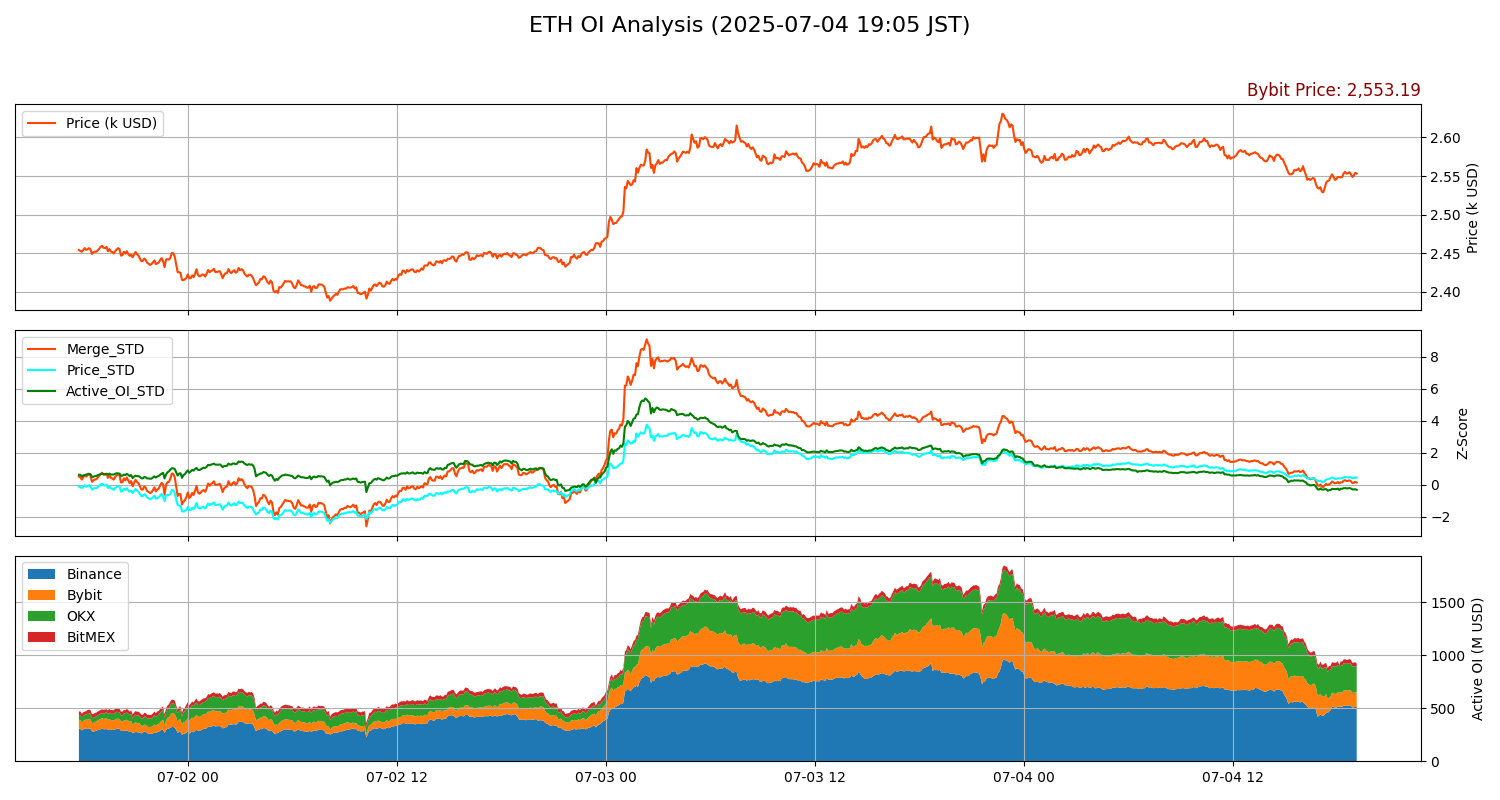 ETH OI Analysis (2025-07-04 19:05 JST)
Bybit Price: 2,553.19
Price (k USD)
2.60
2.55
2.50
2.45
2.40
Price (k USD)
Merge_STD
Price_STD
Active_OI_STD
8
6
4
2
0
−2
Z-Score
Binance
Bybit
OKX
BitMEX
1500
1000
500
0
Active OI (M USD)
07-02 00
07-02 12
07-03 00
07-03 12
07-04 00
07-04 12